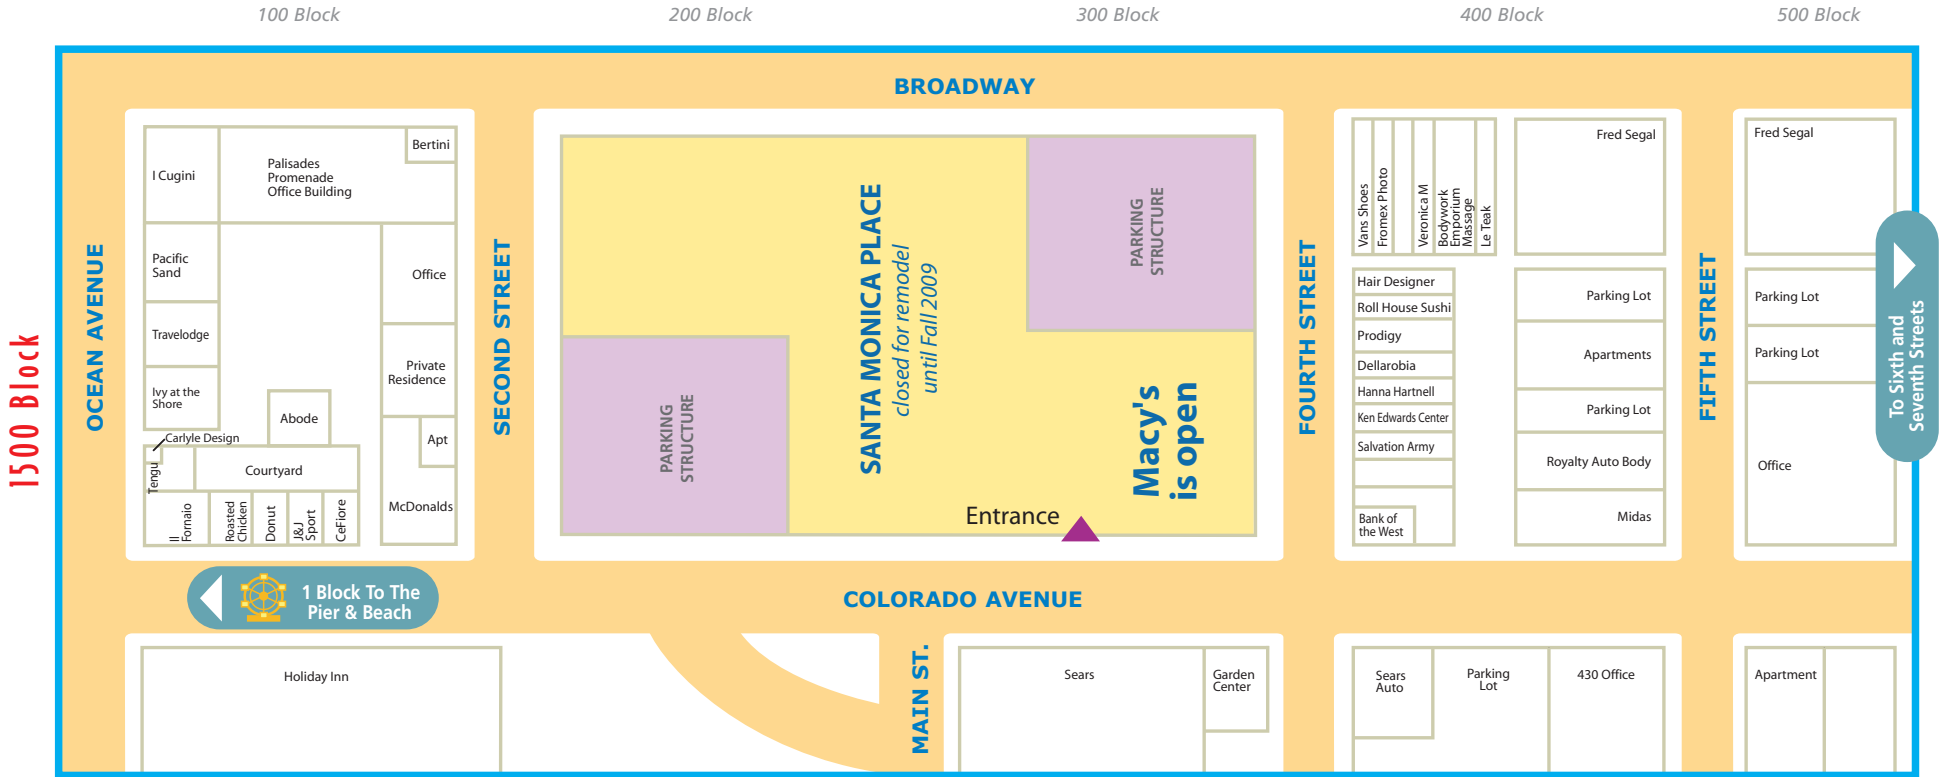 100 Block
200 Block
300 Block
400 Block
500 Block
1500 Block
BROADWAY
OCEAN AVENUE
I Cugini
Palisades
Promenade
Office Building
Bertini
Pacific
Sand
Office
Travelodge
Private
Residence
Ivy at the
Shore
Abode
Apt
Carlyle Design
Tengu
Courtyard
McDonalds
Il
Fornaio
Roasted
Chicken
Donut
J&J
Sport
CeFiore
SECOND STREET
SANTA MONICA PLACE
closed for remodel
until Fall 2009
PARKING
STRUCTURE
PARKING
STRUCTURE
Macy's
is open
Entrance
FOURTH STREET
Vans Shoes
Fromex Photo
Veronica M
Bodywork
Emporium
Massage
Le Teak
Fred Segal
Hair Designer
Roll House Sushi
Prodigy
Dellarobia
Hanna Hartnell
Ken Edwards Center
Salvation Army
Bank of
the West
Parking Lot
Apartments
Parking Lot
Royalty Auto Body
Midas
FIFTH STREET
Fred Segal
Parking Lot
Parking Lot
Office
To Sixth and
Seventh Streets
1 Block To The
Pier & Beach
COLORADO AVENUE
Holiday Inn
MAIN ST.
Sears
Garden
Center
Sears
Auto
Parking
Lot
430 Office
Apartment